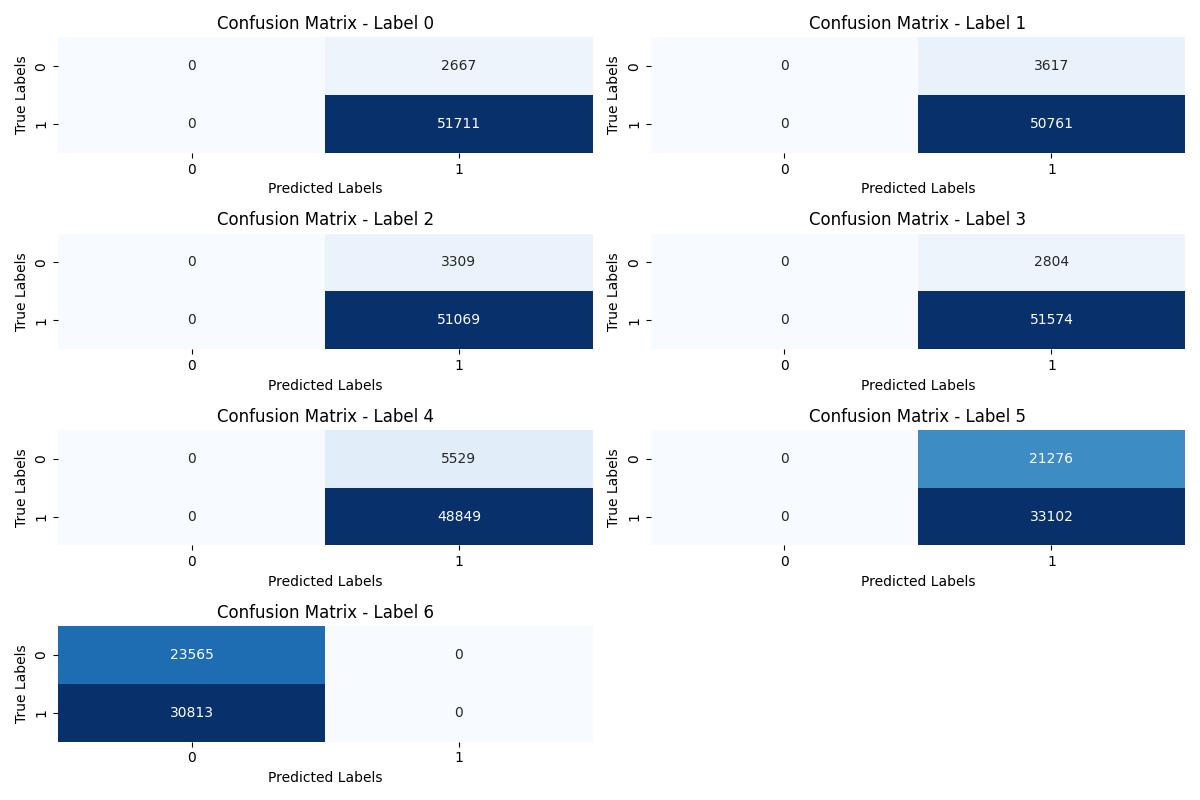 Confusion Matrix - Label 0
True Labels
0
0
2667
1
0
51711
0
1
Predicted Labels
Confusion Matrix - Label 1
True Labels
0
0
3617
1
0
50761
0
1
Predicted Labels
Confusion Matrix - Label 2
True Labels
0
0
3309
1
0
51069
0
1
Predicted Labels
Confusion Matrix - Label 3
True Labels
0
0
2804
1
0
51574
0
1
Predicted Labels
Confusion Matrix - Label 4
True Labels
0
0
5529
1
0
48849
0
1
Predicted Labels
Confusion Matrix - Label 5
True Labels
0
0
21276
1
0
33102
0
1
Predicted Labels
Confusion Matrix - Label 6
True Labels
0
23565
0
1
30813
0
0
1
Predicted Labels